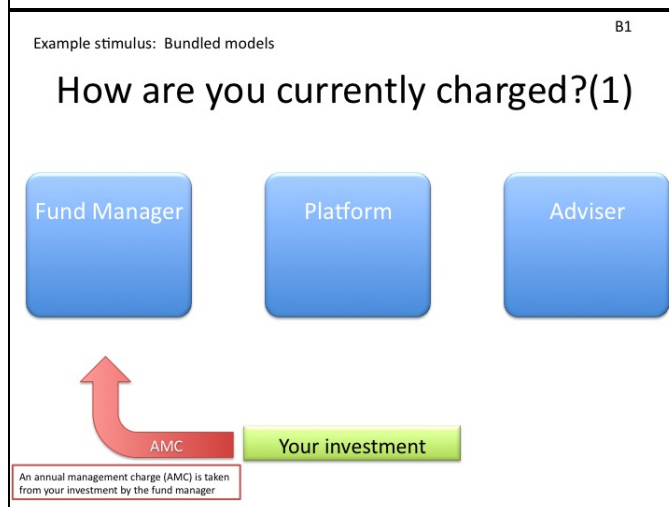 B1
Example stimulus: Bundled models
How are you currently charged?(1)
Fund Manager
Platform
Adviser
AMC
Your investment
An annual management charge (AMC) is taken
from your investment by the fund manager